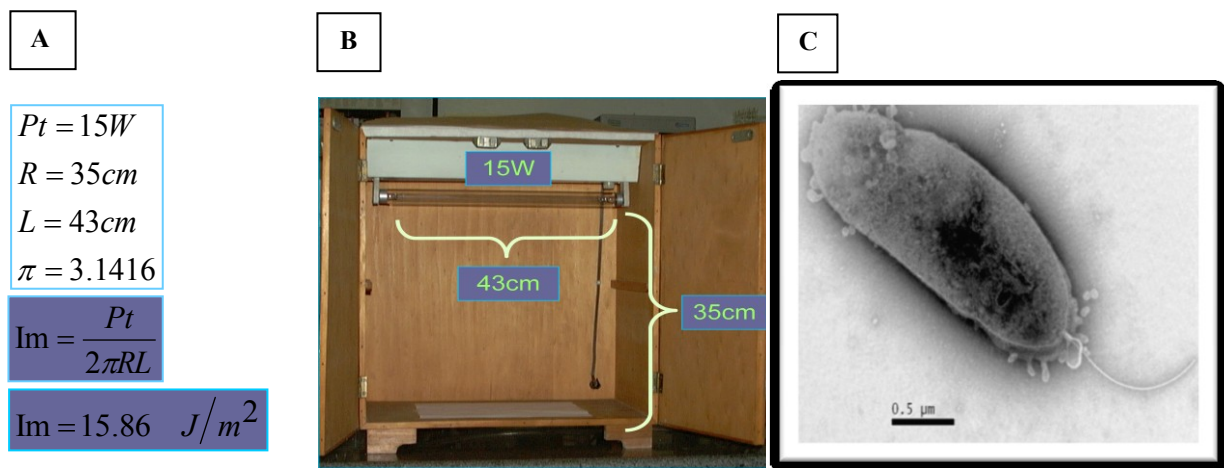 A
B
C
Pt = 15W
R = 35cm
L = 43cm
π = 3.1416
Im = Pt / 2πRL
Im = 15.86 J/m²
15W
43cm
35cm
0.5 µm